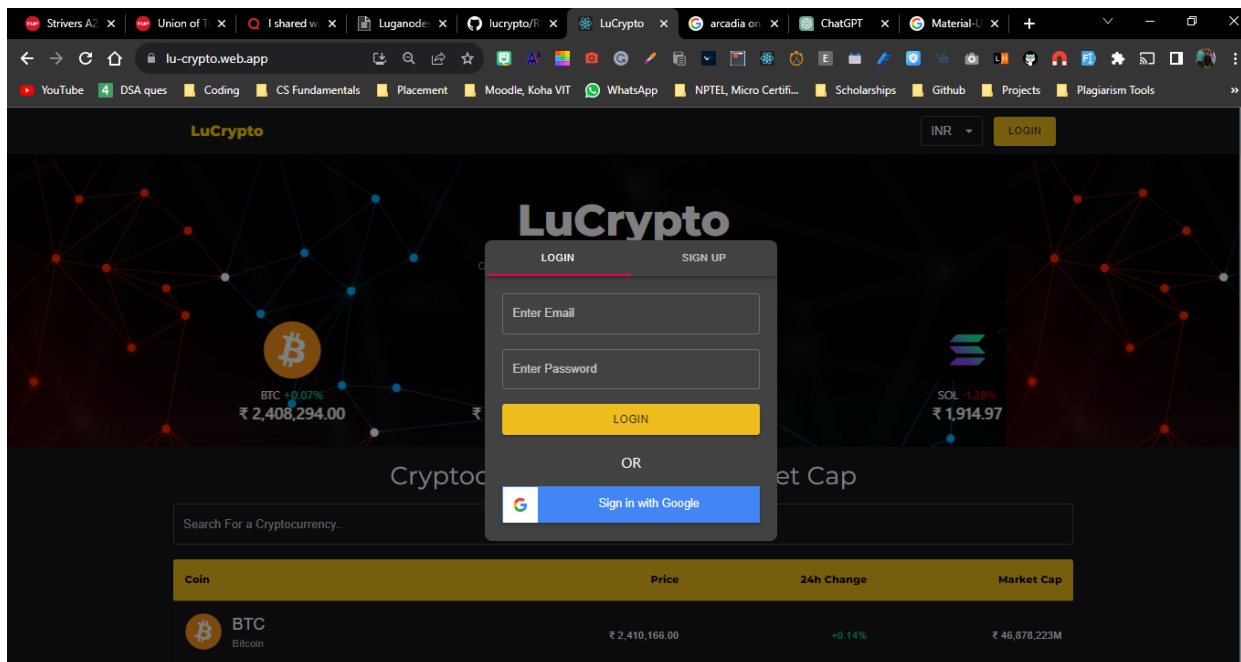 Strivers A2
Union of T
I shared wi
Luganodes
lucrypto/R
LuCrypto
arcadia on
ChatGPT
Material-U
lu-crypto.web.app
YouTube
DSA ques
Coding
CS Fundamentals
Placement
Moodle, Koha VIT
WhatsApp
NPTEL, Micro Certifi...
Scholarships
Github
Projects
Plagiarism Tools
»
LuCrypto
INR
LOGIN
LuCrypto
LOGIN
SIGN UP
Enter Email
Enter Password
LOGIN
OR
Sign in with Google
BTC +0.07%
₹ 2,408,294.00
₹
SOL -1.28%
₹ 1,914.97
Cryptoc
et Cap
Search For a Cryptocurrency..
Coin Price 24h Change Market Cap
BTC
Bitcoin
₹ 2,410,166.00 +0.14% ₹ 46,878,223M